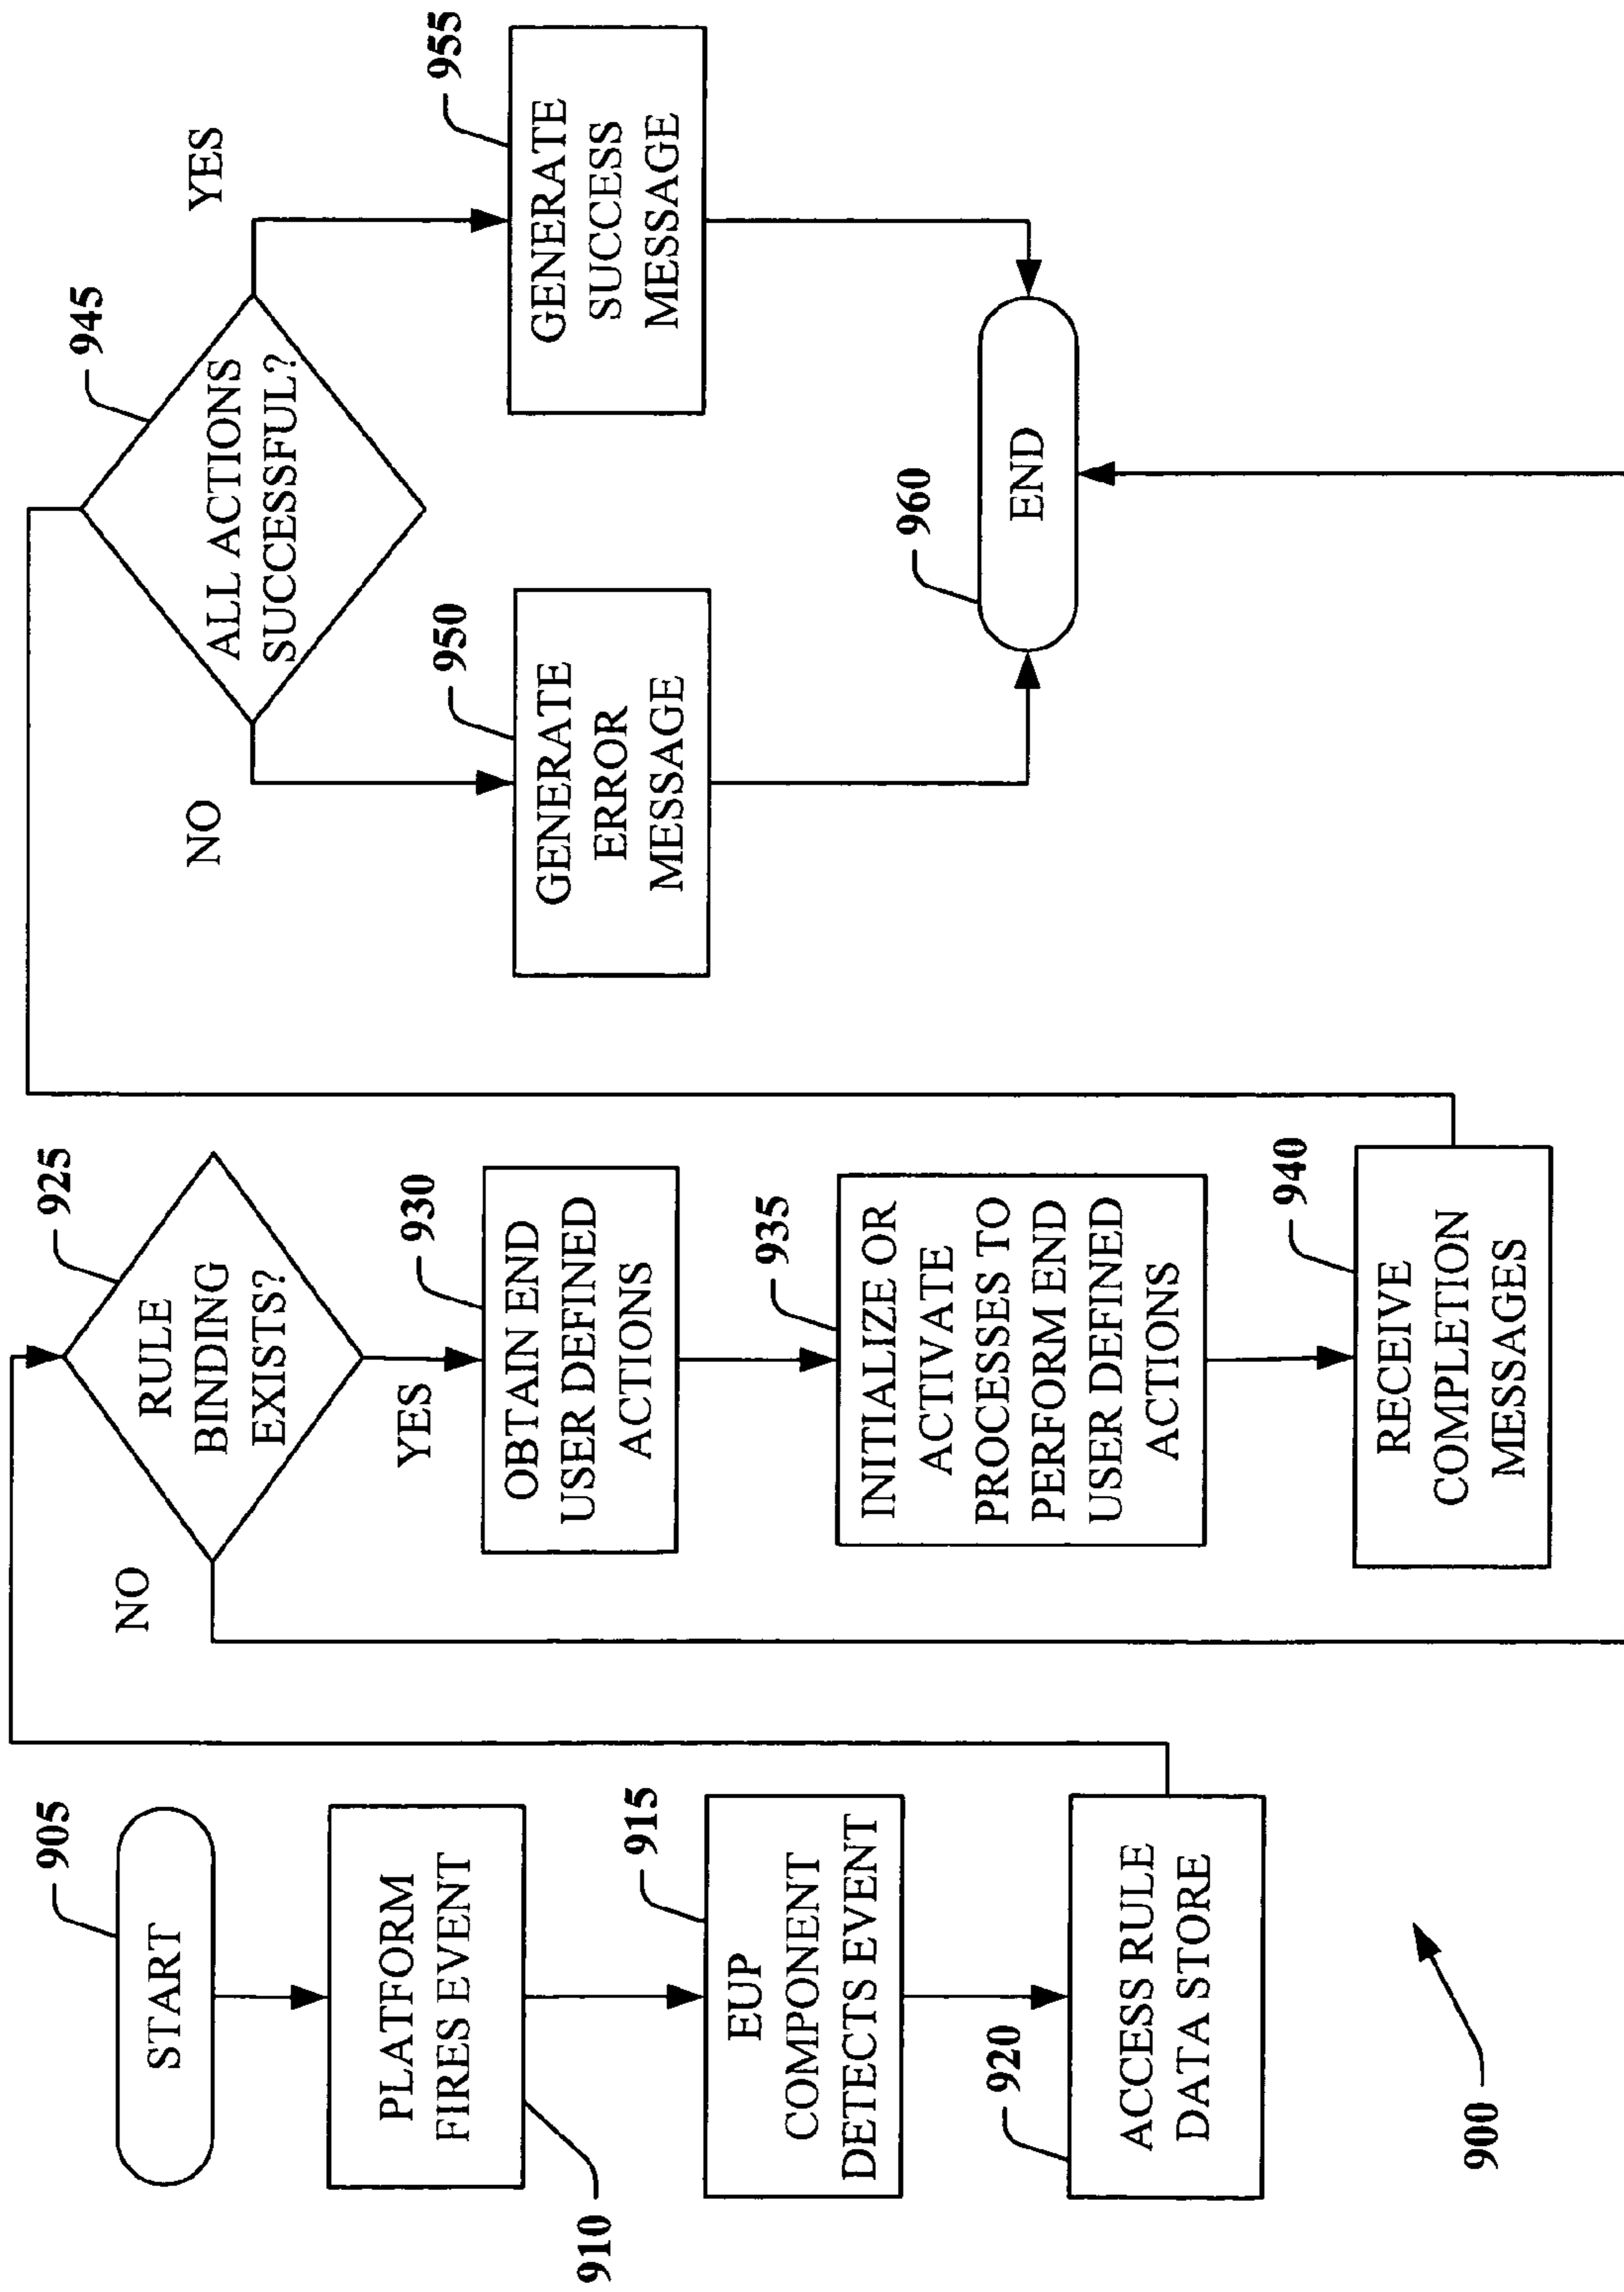 905
START
PLATFORM
FIRES EVENT
910
915
EUP
COMPONENT
DETECTS EVENT
920
ACCESS RULE
DATA STORE
900
925
RULE
BINDING
EXISTS?
NO
YES
930
OBTAIN END
USER DEFINED
ACTIONS
935
INITIALIZE OR
ACTIVATE
PROCESSES TO
PERFORM END
USER DEFINED
ACTIONS
940
RECEIVE
COMPLETION
MESSAGES
945
ALL ACTIONS
SUCCESSFUL?
NO
YES
950
GENERATE
ERROR
MESSAGE
955
GENERATE
SUCCESS
MESSAGE
960
END